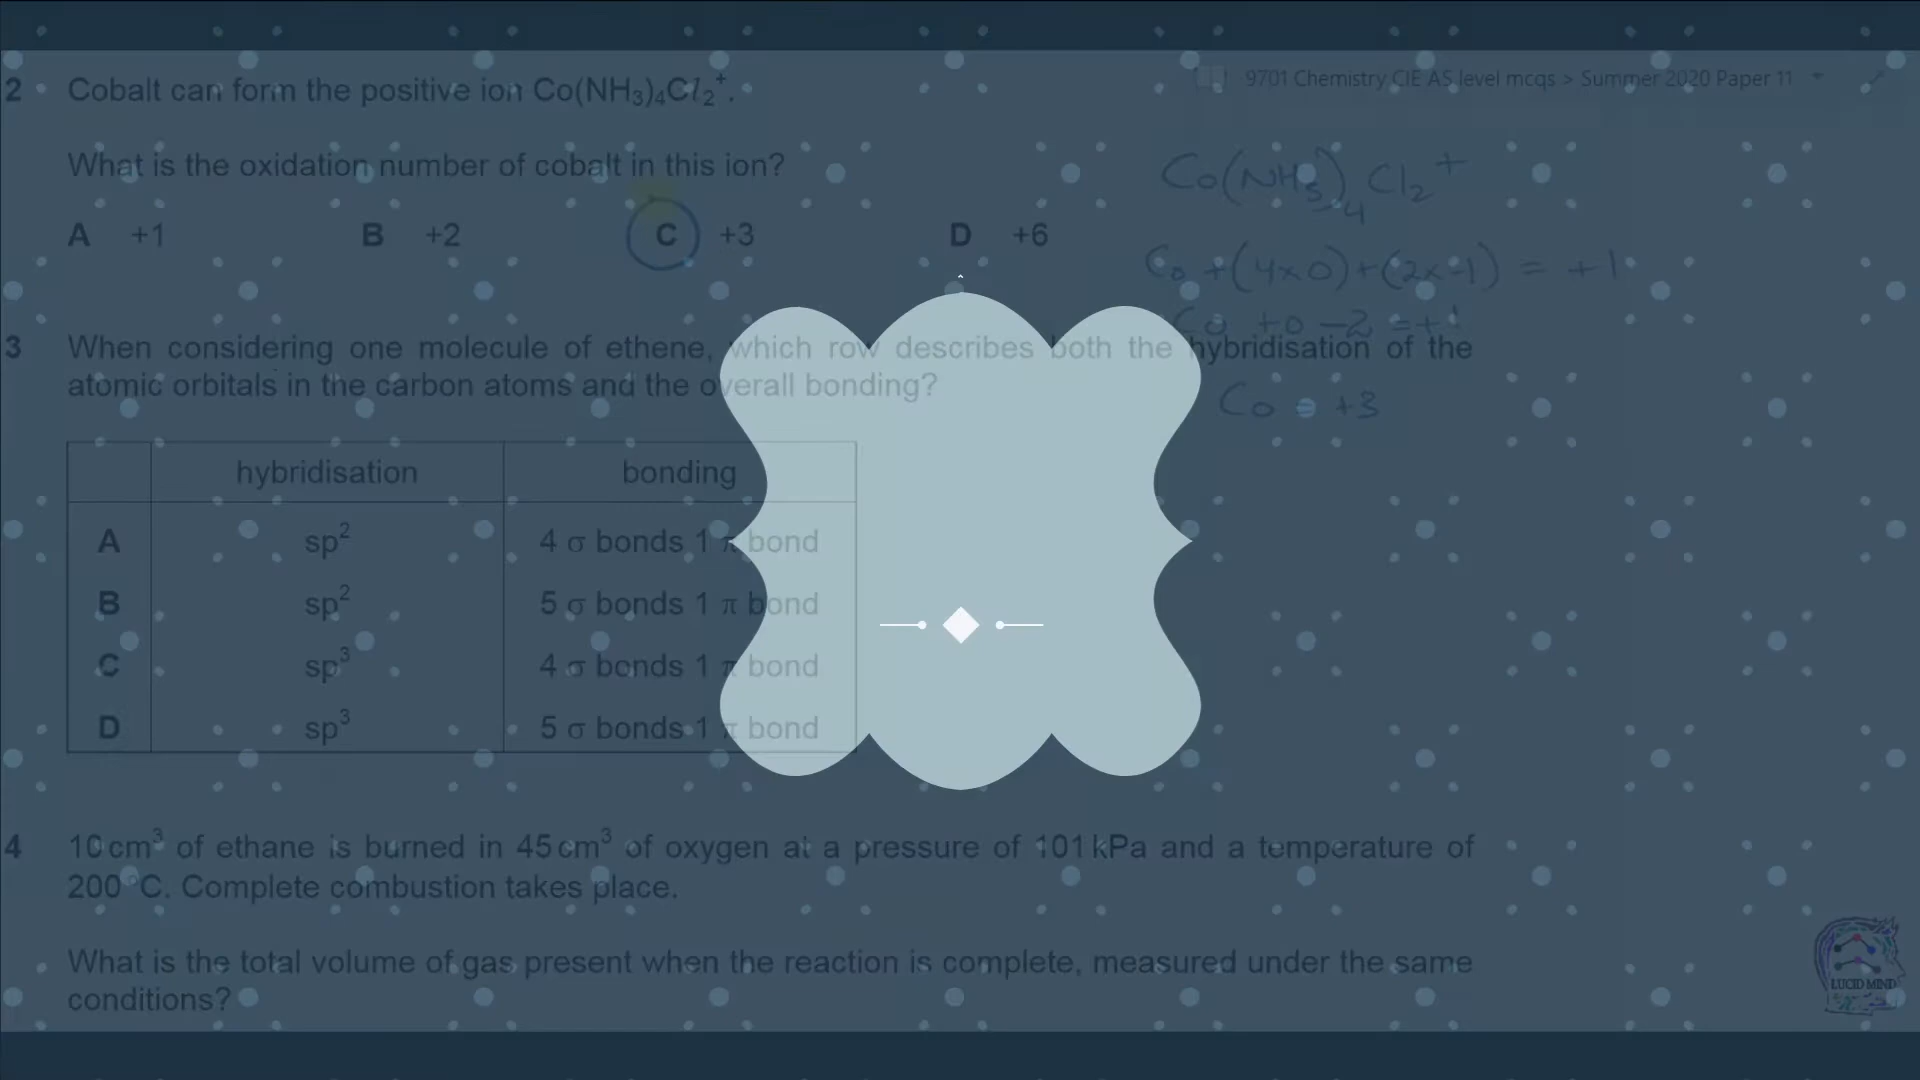 9701 Chemistry CIE AS level mcqs > Summer 2020 Paper 11
2 Cobalt can form the positive ion Co(NH₃)₄Cl₂⁺.
What is the oxidation number of cobalt in this ion?
A +1 B +2 C +3 D +6
Co(NH₃)₄Cl₂⁺
Co +(4x0)+(2x-1) = +1
Co +0 -2 =+1
Co = +3
3 When considering one molecule of ethene, which row describes both the hybridisation of the
atomic orbitals in the carbon atoms and the overall bonding?
hybridisation bonding
A sp² 4 σ bonds 1 π bond
B sp² 5 σ bonds 1 π bond
C sp³ 4 σ bonds 1 π bond
D sp³ 5 σ bonds 1 π bond
4 10 cm³ of ethane is burned in 45 cm³ of oxygen at a pressure of 101 kPa and a temperature of
200 °C. Complete combustion takes place.
What is the total volume of gas present when the reaction is complete, measured under the same
conditions?
LUCID MIND